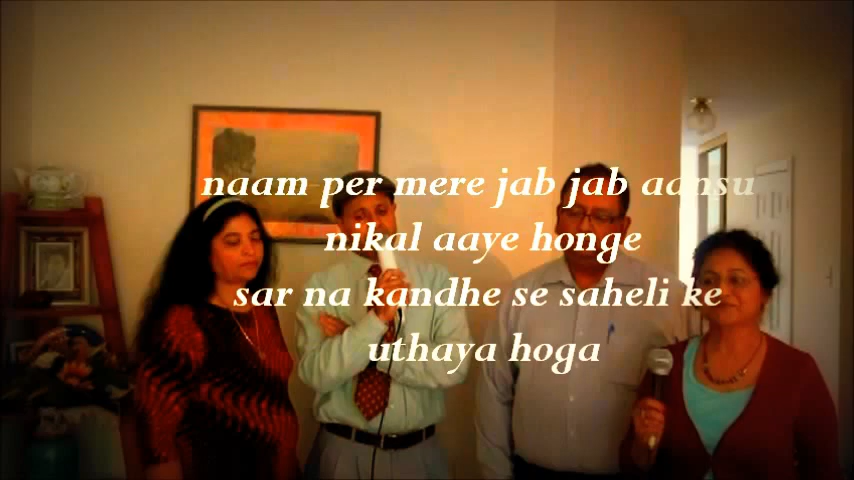 naam per mere jab jab aansu
nikal aaye honge
sar na kandhe se saheli ke
uthaya hoga